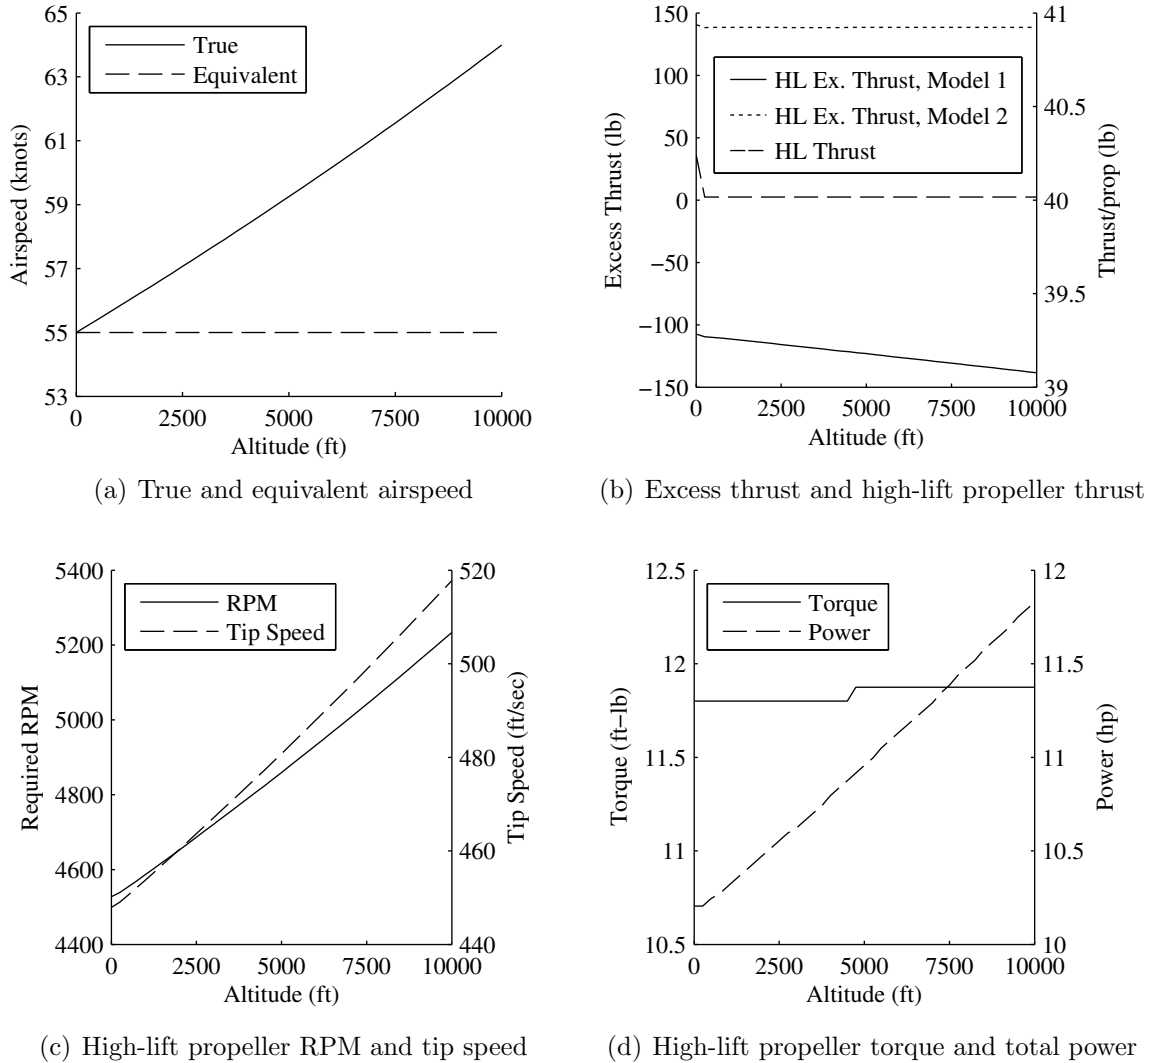 65
63
61
59
57
55
53
Airspeed (knots)
True
Equivalent
0 2500 5000 7500 10000
Altitude (ft)
(a) True and equivalent airspeed
150
100
50
0
−50
−100
−150
Excess Thrust (lb)
HL Ex. Thrust, Model 1
HL Ex. Thrust, Model 2
HL Thrust
41
40.5
40
39.5
39
Thrust/prop (lb)
0 2500 5000 7500 10000
Altitude (ft)
(b) Excess thrust and high-lift propeller thrust
5400
5200
5000
4800
4600
4400
Required RPM
RPM
Tip Speed
520
500
480
460
440
Tip Speed (ft/sec)
0 2500 5000 7500 10000
Altitude (ft)
(c) High-lift propeller RPM and tip speed
12.5
12
11.5
11
10.5
Torque (ft−lb)
Torque
Power
12
11.5
11
10.5
10
Power (hp)
0 2500 5000 7500 10000
Altitude (ft)
(d) High-lift propeller torque and total power